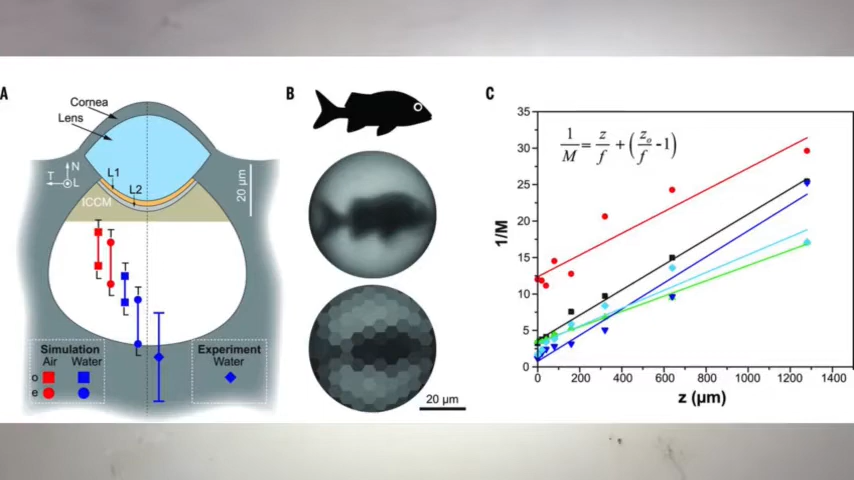 A
Cornea
Lens
N
T
L
L1
L2
ICCM
20 µm
T
T
L
L
T
L
T
L
Simulation
Air Water
o
e
Experiment
Water
B
20 µm
C
1/M = z/f + (z₀/f - 1)
35
30
25
20
15
10
5
0
1/M
0 200 400 600 800 1000 1200 1400
z (µm)